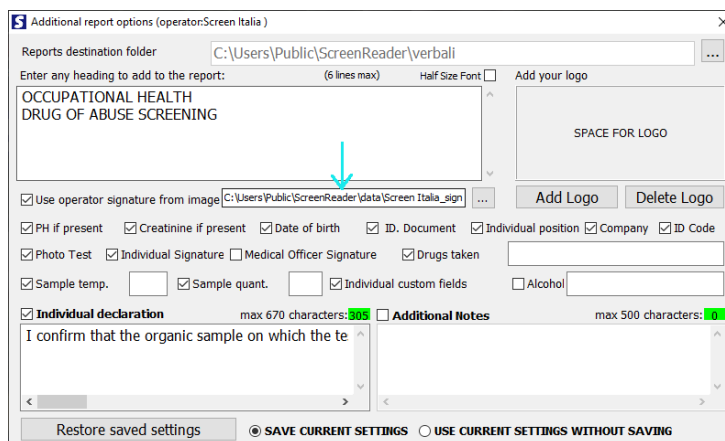 S Additional report options (operator:Screen Italia )
Reports destination folder C:\Users\Public\ScreenReader\verbali ...
Enter any heading to add to the report: (6 lines max) Half Size Font Add your logo
OCCUPATIONAL HEALTH
DRUG OF ABUSE SCREENING
SPACE FOR LOGO
Use operator signature from image C:\Users\Public\ScreenReader\data\Screen Italia_sign ... Add Logo Delete Logo
PH if present Creatinine if present Date of birth ID. Document Individual position Company ID Code
Photo Test Individual Signature Medical Officer Signature Drugs taken
Sample temp. Sample quant. Individual custom fields Alcohol
Individual declaration max 670 characters: 305 Additional Notes max 500 characters: 0
I confirm that the organic sample on which the te
Restore saved settings SAVE CURRENT SETTINGS USE CURRENT SETTINGS WITHOUT SAVING